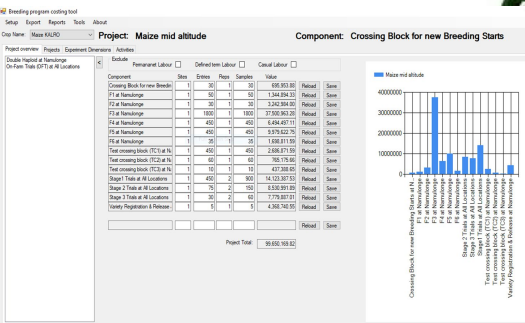 Breeding program costing tool
Setup Export Reports Tools About
Crop Name: Maize KALRO Project: Maize mid altitude Component: Crossing Block for new Breeding Starts
Project overview Projects Experiment Dimensions Activities
Double Haploid at Namulonge
On-Farm Trials (OFT) at All Locations
<
Exclude
Permananet Labour Defined term Labour Casual Labour
Component Sites Entries Reps Samples Value
Crossing Block for new Breedin 1 30 1 30 695,953.88 Reload Save
F1 at Namulonge 1 50 1 50 1,344,894.33 Reload Save
F2 at Namulonge 1 30 1 30 3,242,984.00 Reload Save
F3 at Namulonge 1 1000 1 1000 37,500,963.26 Reload Save
F4 at Namulonge 1 450 1 450 6,494,497.11 Reload Save
F5 at Namulonge 1 450 1 450 9,979,622.75 Reload Save
F6 at Namulonge 1 35 1 35 1,698,811.59 Reload Save
Test crossing block (TC1) at Na 1 450 1 450 2,686,871.59 Reload Save
Test crossing block (TC2) at Na 1 60 1 60 765,175.66 Reload Save
Test crossing block (TC3) at Na 1 10 1 10 437,388.65 Reload Save
Stage1 Trials at All Locations 1 450 2 900 14,123,387.53 Reload Save
Stage 2 Trials at All Locations 1 75 2 150 8,530,991.89 Reload Save
Stage 3 Trials at All Locations 1 30 2 60 7,779,887.01 Reload Save
Variety Registration & Release 1 5 1 5 4,368,740.55 Reload Save
Reload Save
Project Total: 99,650,169.82
Maize mid altitude
40000000
30000000
20000000
10000000
0
Crossing Block for new Breeding Starts at N...
F1 at Namulonge
F2 at Namulonge
F3 at Namulonge
F4 at Namulonge
F5 at Namulonge
F6 at Namulonge
Stage 2 Trials at All Locations
Stage 3 Trials at All Locations
Stage1 Trials at All Locations
Test crossing block (TC1) at Namulonge
Test crossing block (TC2) at Namulonge
Test crossing block (TC3) at Namulonge
Variety Registration & Release at Namulonge